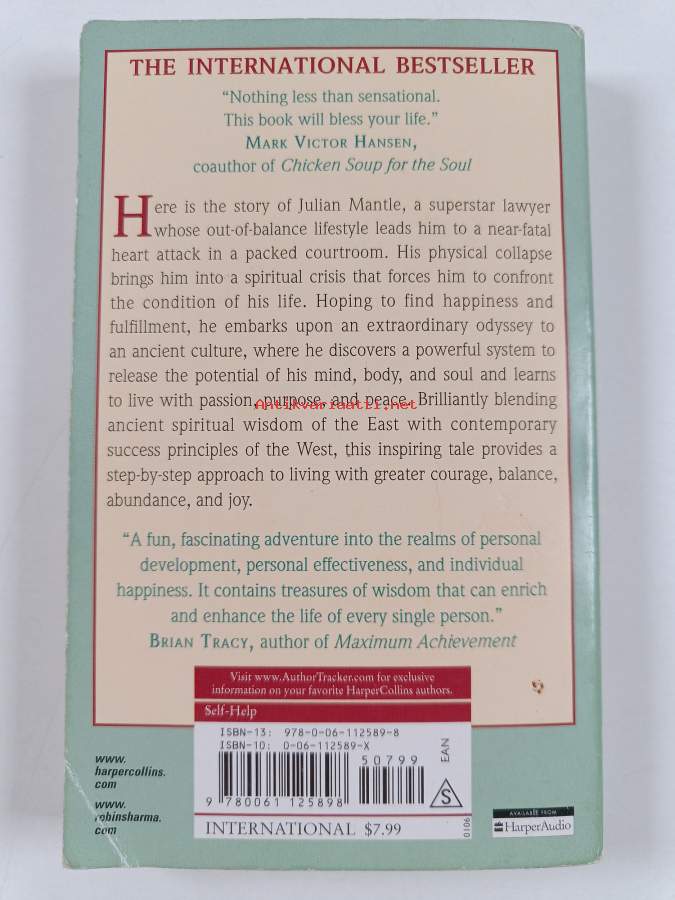 THE INTERNATIONAL BESTSELLER
“Nothing less than sensational.
This book will bless your life.”
MARK VICTOR HANSEN,
coauthor of Chicken Soup for the Soul
Here is the story of Julian Mantle, a superstar lawyer
whose out-of-balance lifestyle leads him to a near-fatal
heart attack in a packed courtroom. His physical collapse
brings him into a spiritual crisis that forces him to confront
the condition of his life. Hoping to find happiness and
fulfillment, he embarks upon an extraordinary odyssey to
an ancient culture, where he discovers a powerful system to
release the potential of his mind, body, and soul and learns
to live with passion, purpose, and peace. Brilliantly blending
Antikvariaatti.net
ancient spiritual wisdom of the East with contemporary
success principles of the West, this inspiring tale provides a
step-by-step approach to living with greater courage, balance,
abundance, and joy.
“A fun, fascinating adventure into the realms of personal
development, personal effectiveness, and individual
happiness. It contains treasures of wisdom that can enrich
and enhance the life of every single person.”
BRIAN TRACY, author of Maximum Achievement
Visit www.AuthorTracker.com for exclusive
information on your favorite HarperCollins authors.
Self-Help
ISBN-13: 978-0-06-112589-8
ISBN-10: 0-06-112589-X
50799
EAN
S
9 780061 125898
INTERNATIONAL $7.99
0106
www.
harpercollins.
com
www.
robinsharma.
com
AVAILABLE FROM
HarperAudio